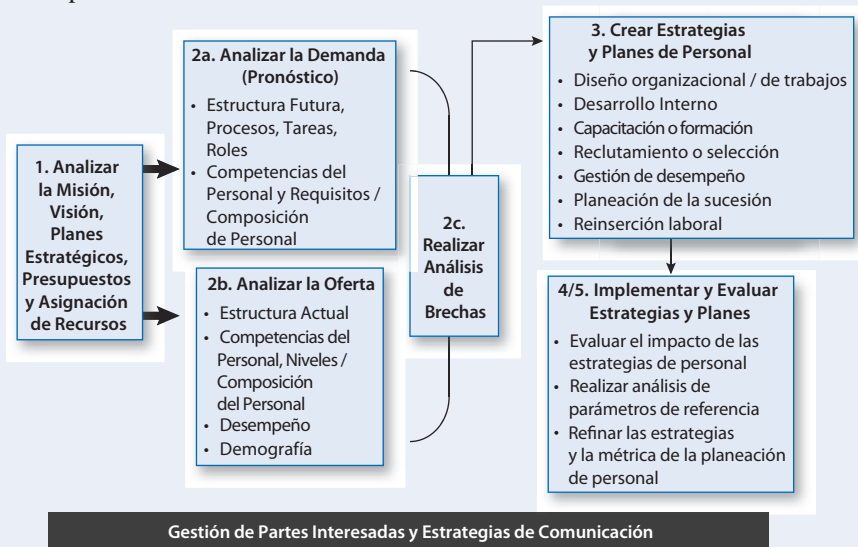 1. Analizar
la Misión,
Visión,
Planes
Estratégicos,
Presupuestos
y Asignación
de Recursos
2a. Analizar la Demanda
(Pronóstico)
• Estructura Futura,
Procesos, Tareas,
Roles
• Competencias del
Personal y Requisitos /
Composición
de Personal
2b. Analizar la Oferta
• Estructura Actual
• Competencias del
Personal, Niveles /
Composición
del Personal
• Desempeño
• Demografía
2c.
Realizar
Análisis
de
Brechas
3. Crear Estrategias
y Planes de Personal
• Diseño organizacional / de trabajos
• Desarrollo Interno
• Capacitación o formación
• Reclutamiento o selección
• Gestión de desempeño
• Planeación de la sucesión
• Reinserción laboral
4/5. Implementar y Evaluar
Estrategias y Planes
• Evaluar el impacto de las
estrategias de personal
• Realizar análisis de
parámetros de referencia
• Refinar las estrategias
y la métrica de la planeación
de personal
Gestión de Partes Interesadas y Estrategias de Comunicación